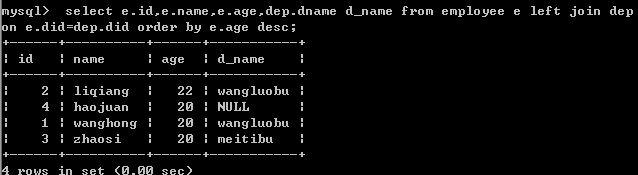 mysql>  select e.id,e.name,e.age,dep.dname d_name from employee e left join dep
on e.did=dep.did order by e.age desc;
+------+----------+------+-----------+
| id   | name     | age  | d_name    |
+------+----------+------+-----------+
|    2 | liqiang  |   22 | wangluobu |
|    4 | haojuan  |   20 | NULL      |
|    1 | wanghong |   20 | wangluobu |
|    3 | zhaosi   |   20 | meitibu   |
+------+----------+------+-----------+
4 rows in set (0.00 sec)